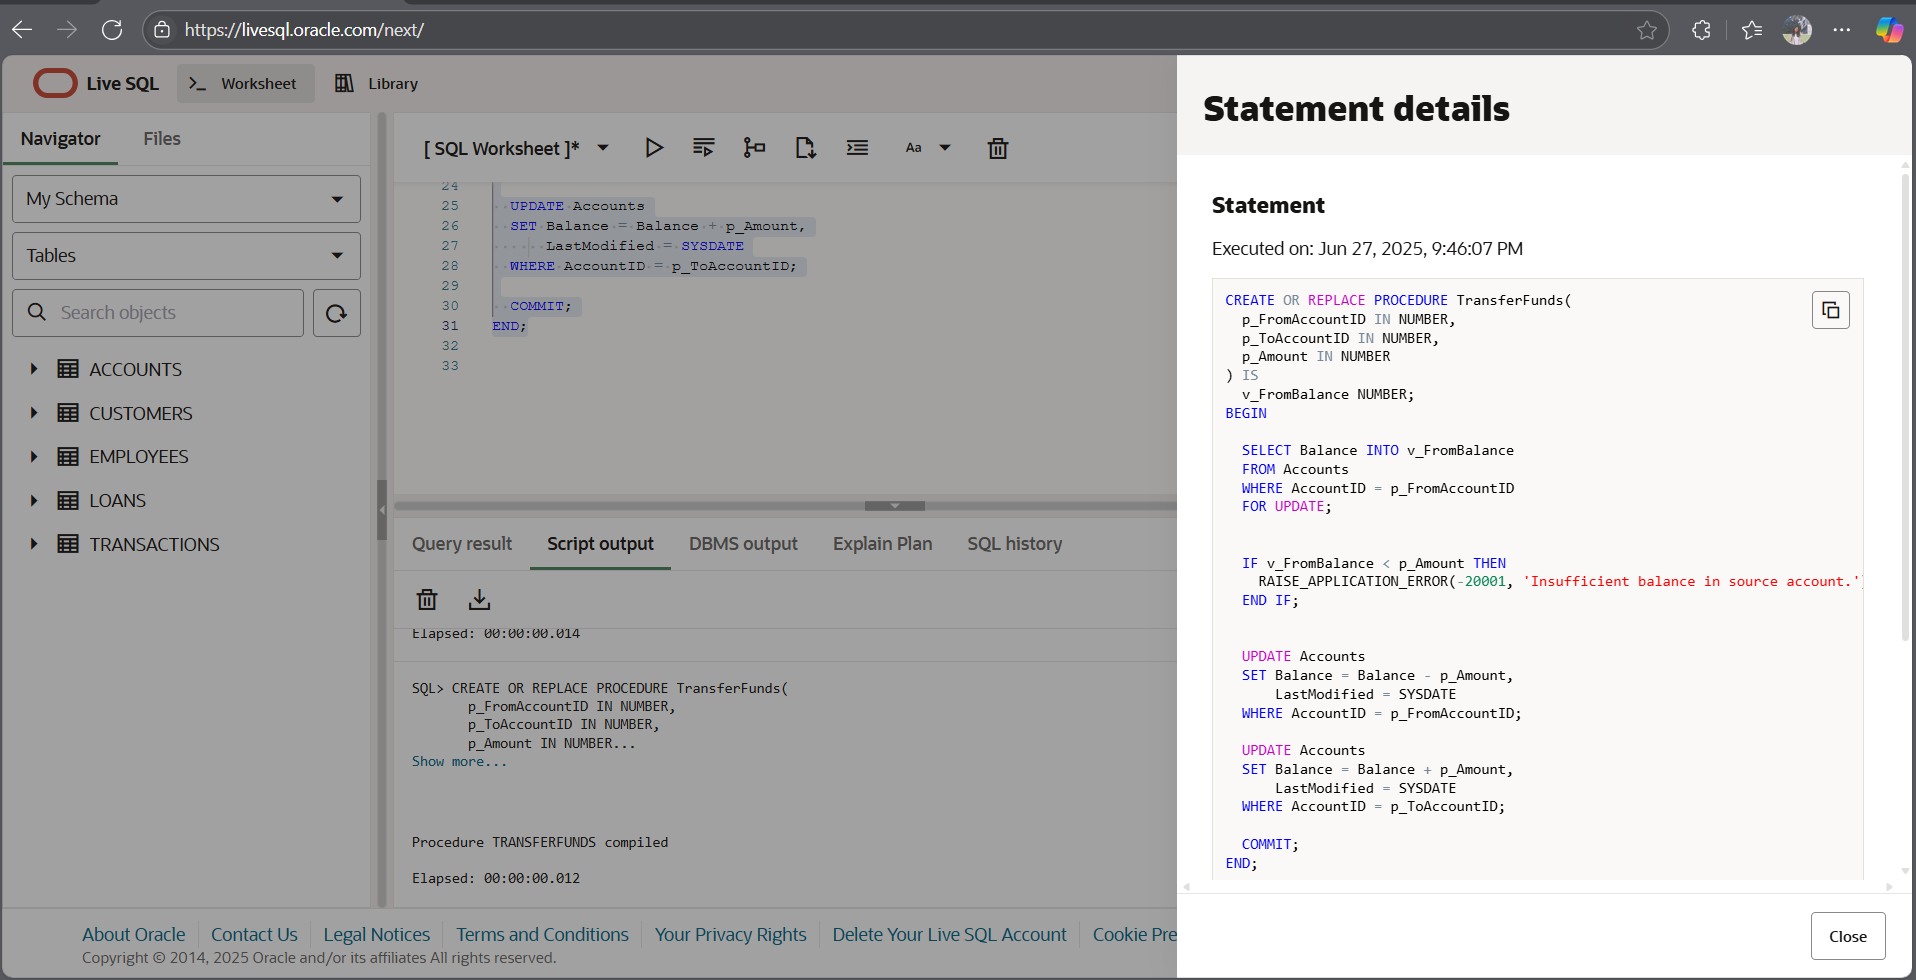 https://livesql.oracle.com/next/
Live SQL
Worksheet
Library
Navigator
Files
My Schema
Tables
Search objects
ACCOUNTS
CUSTOMERS
EMPLOYEES
LOANS
TRANSACTIONS
[ SQL Worksheet ]*
Aa
24
25 UPDATE Accounts
26 SET Balance = Balance + p_Amount,
27 LastModified = SYSDATE
28 WHERE AccountID = p_ToAccountID;
29
30 COMMIT;
31 END;
32
33
Query result
Script output
DBMS output
Explain Plan
SQL history
Elapsed: 00:00:00.014
SQL> CREATE OR REPLACE PROCEDURE TransferFunds(
p_FromAccountID IN NUMBER,
p_ToAccountID IN NUMBER,
p_Amount IN NUMBER...
Show more...
Procedure TRANSFERFUNDS compiled
Elapsed: 00:00:00.012
Statement details
Statement
Executed on: Jun 27, 2025, 9:46:07 PM
CREATE OR REPLACE PROCEDURE TransferFunds(
p_FromAccountID IN NUMBER,
p_ToAccountID IN NUMBER,
p_Amount IN NUMBER
) IS
v_FromBalance NUMBER;
BEGIN
SELECT Balance INTO v_FromBalance
FROM Accounts
WHERE AccountID = p_FromAccountID
FOR UPDATE;
IF v_FromBalance < p_Amount THEN
RAISE_APPLICATION_ERROR(-20001, 'Insufficient balance in source account.')
END IF;
UPDATE Accounts
SET Balance = Balance - p_Amount,
LastModified = SYSDATE
WHERE AccountID = p_FromAccountID;
UPDATE Accounts
SET Balance = Balance + p_Amount,
LastModified = SYSDATE
WHERE AccountID = p_ToAccountID;
COMMIT;
END;
Close
About Oracle
Contact Us
Legal Notices
Terms and Conditions
Your Privacy Rights
Delete Your Live SQL Account
Cookie Pre
Copyright © 2014, 2025 Oracle and/or its affiliates All rights reserved.